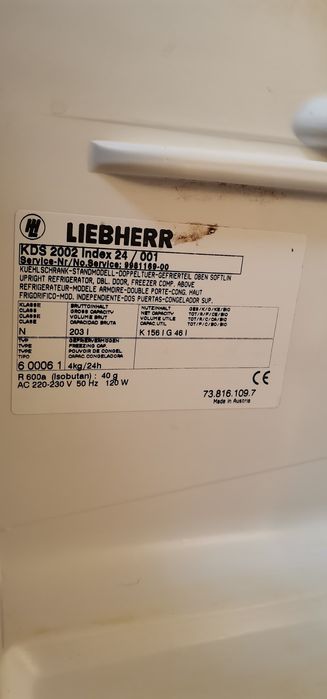 LIEBHERR
KDS 2002 Index 24 / 001
Service-Nr/No.Service: 9981169-00
KUEHLSCHRANK-STANDMODELL-DOPPELTUER-GEFRIERTEIL OBEN SOFTLIN
UPRIGHT REFRIGERATOR, DBL. DOOR, FREEZER COMP. ABOVE
REFRIGERATEUR-MODELE ARMOIRE-DOUBLE PORTE-CONG. HAUT
FRIGORIFICO-MOD. INDEPENDIENTE-DOS PUERTAS-CONGELADOR SUP.
KLASSE BRUTTOINHALT NUTZINHALT
CLASS GROSS CAPACITY NET CAPACITY
CLASSE VOLUME BRUT VOLUME UTILE
CLASE CAPACIDAD BRUTA CAPAC. UTIL
N 203 l K 156 l G 46 l
TYP GEFRIERVERMÖGEN
TYPE FREEZING CAP.
TYPE POUVOIR DE CONGEL.
TIPO CAPAC. CONGELADORA
6 0006 1 4kg/24h
R 600a (Isobutan) : 40 g
AC 220-230 V 50 Hz 120 W
CE
73.816.109.7
Made in Austria